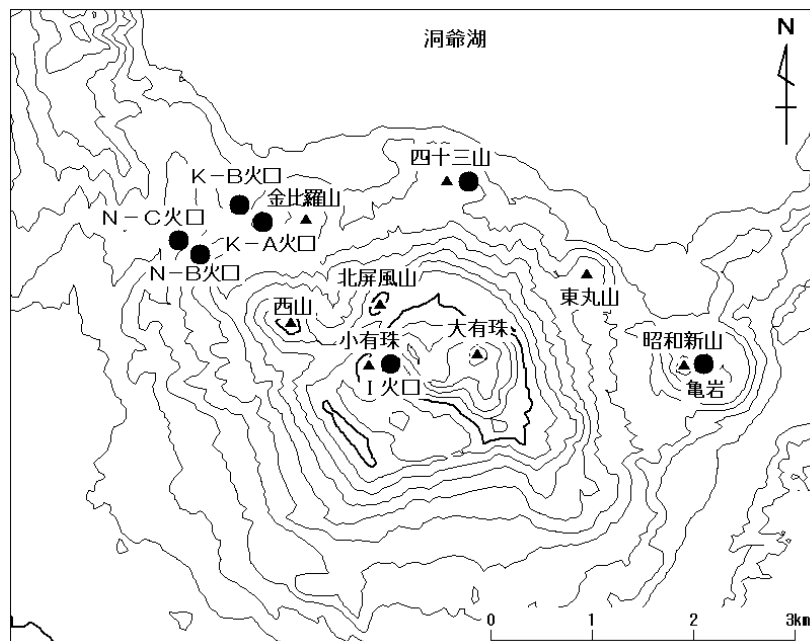 洞爺湖
N
四十三山
K－B火口
金比羅山
N－C火口
K－A火口
N－B火口
北屏風山
東丸山
西山
小有珠
大有珠
昭和新山
I火口
亀岩
0 1 2 3km